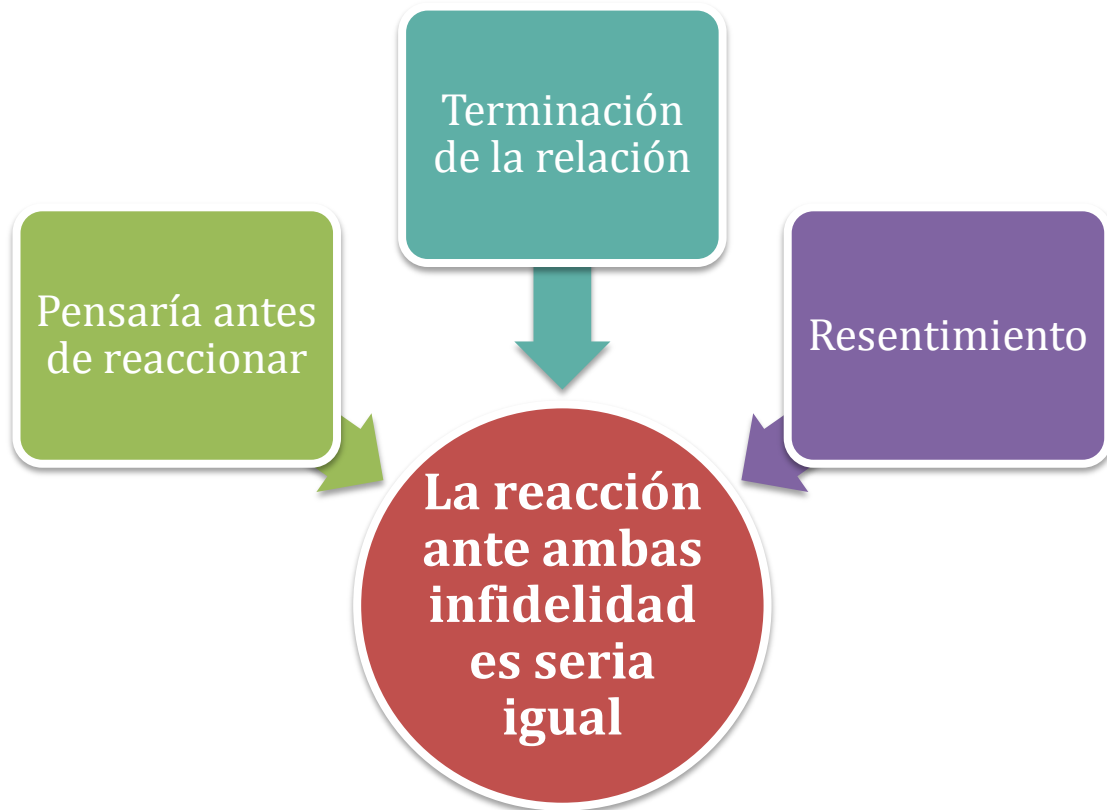 Terminación
de la relación
Pensaría antes
de reaccionar
Resentimiento
La reacción
ante ambas
infidelidad
es seria
igual